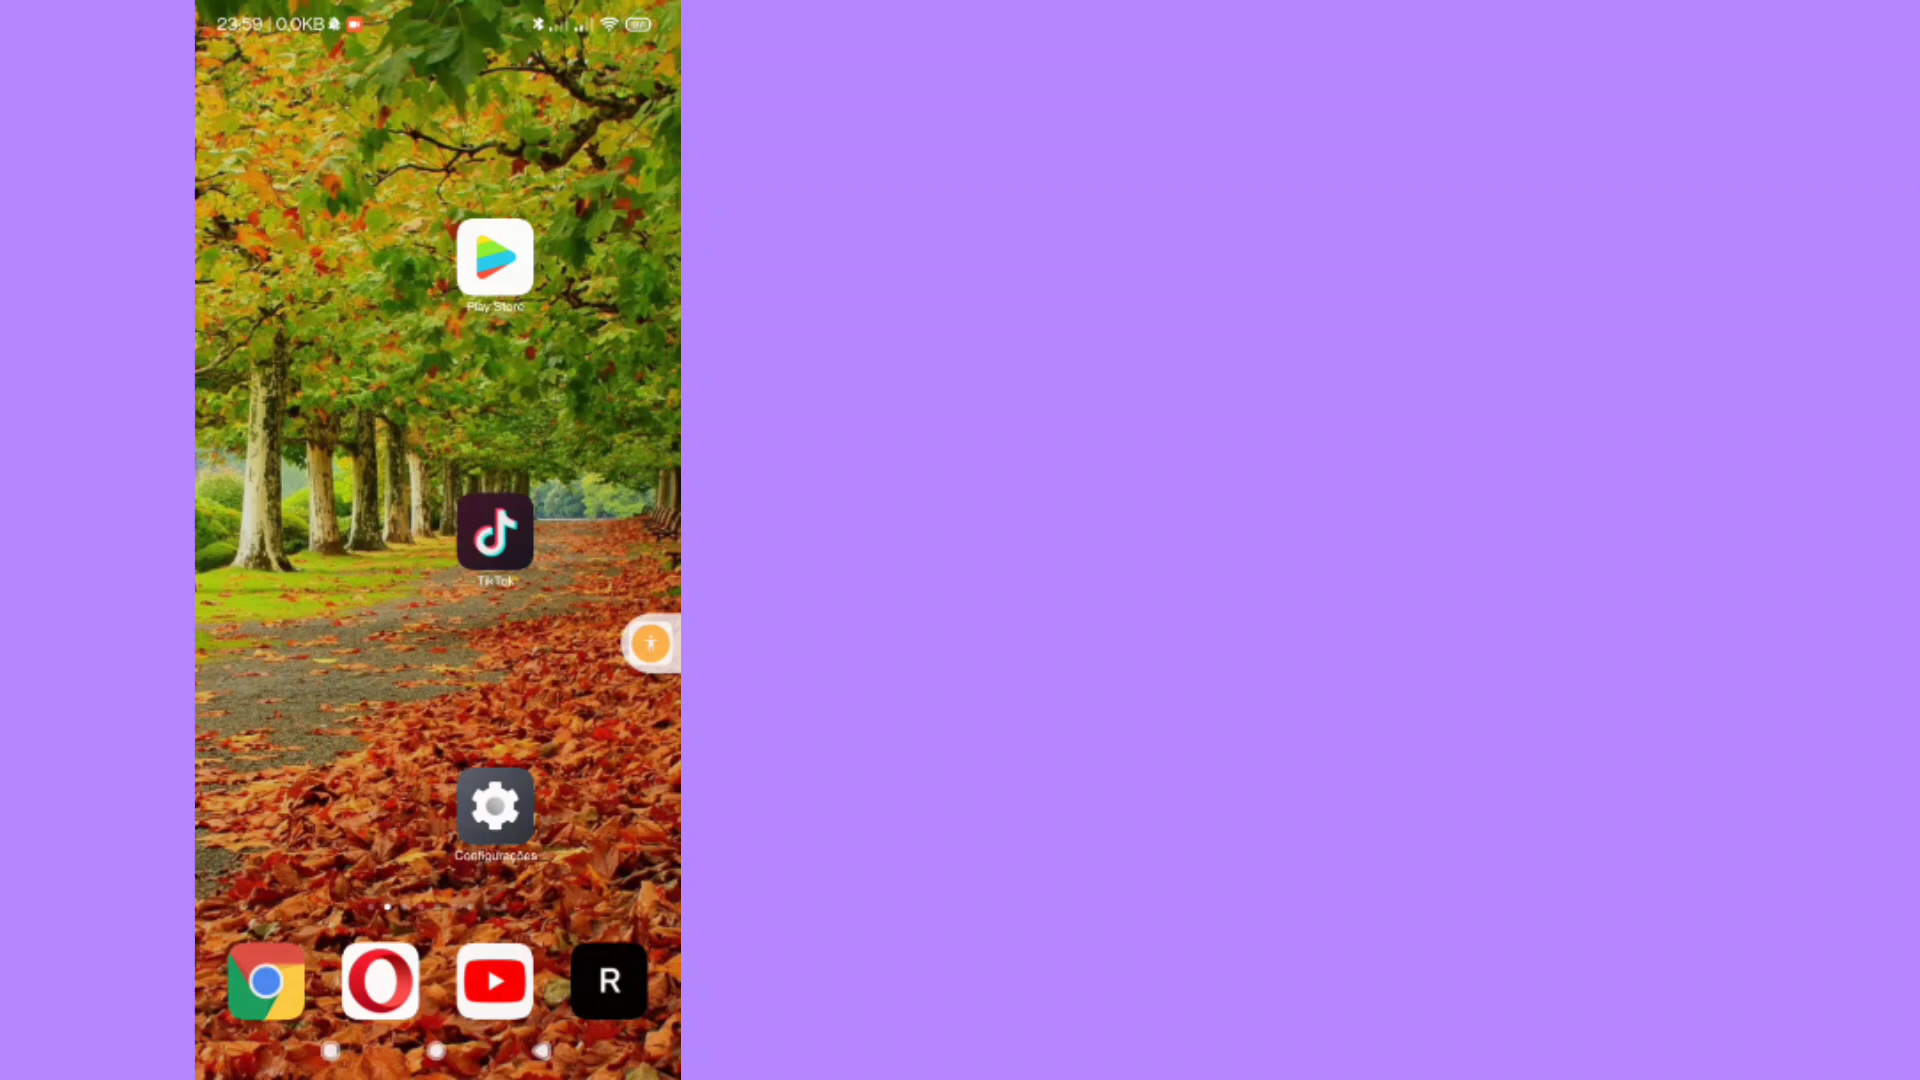 23:59 | 0,0KB
Play Store
TikTok
Configurações
R